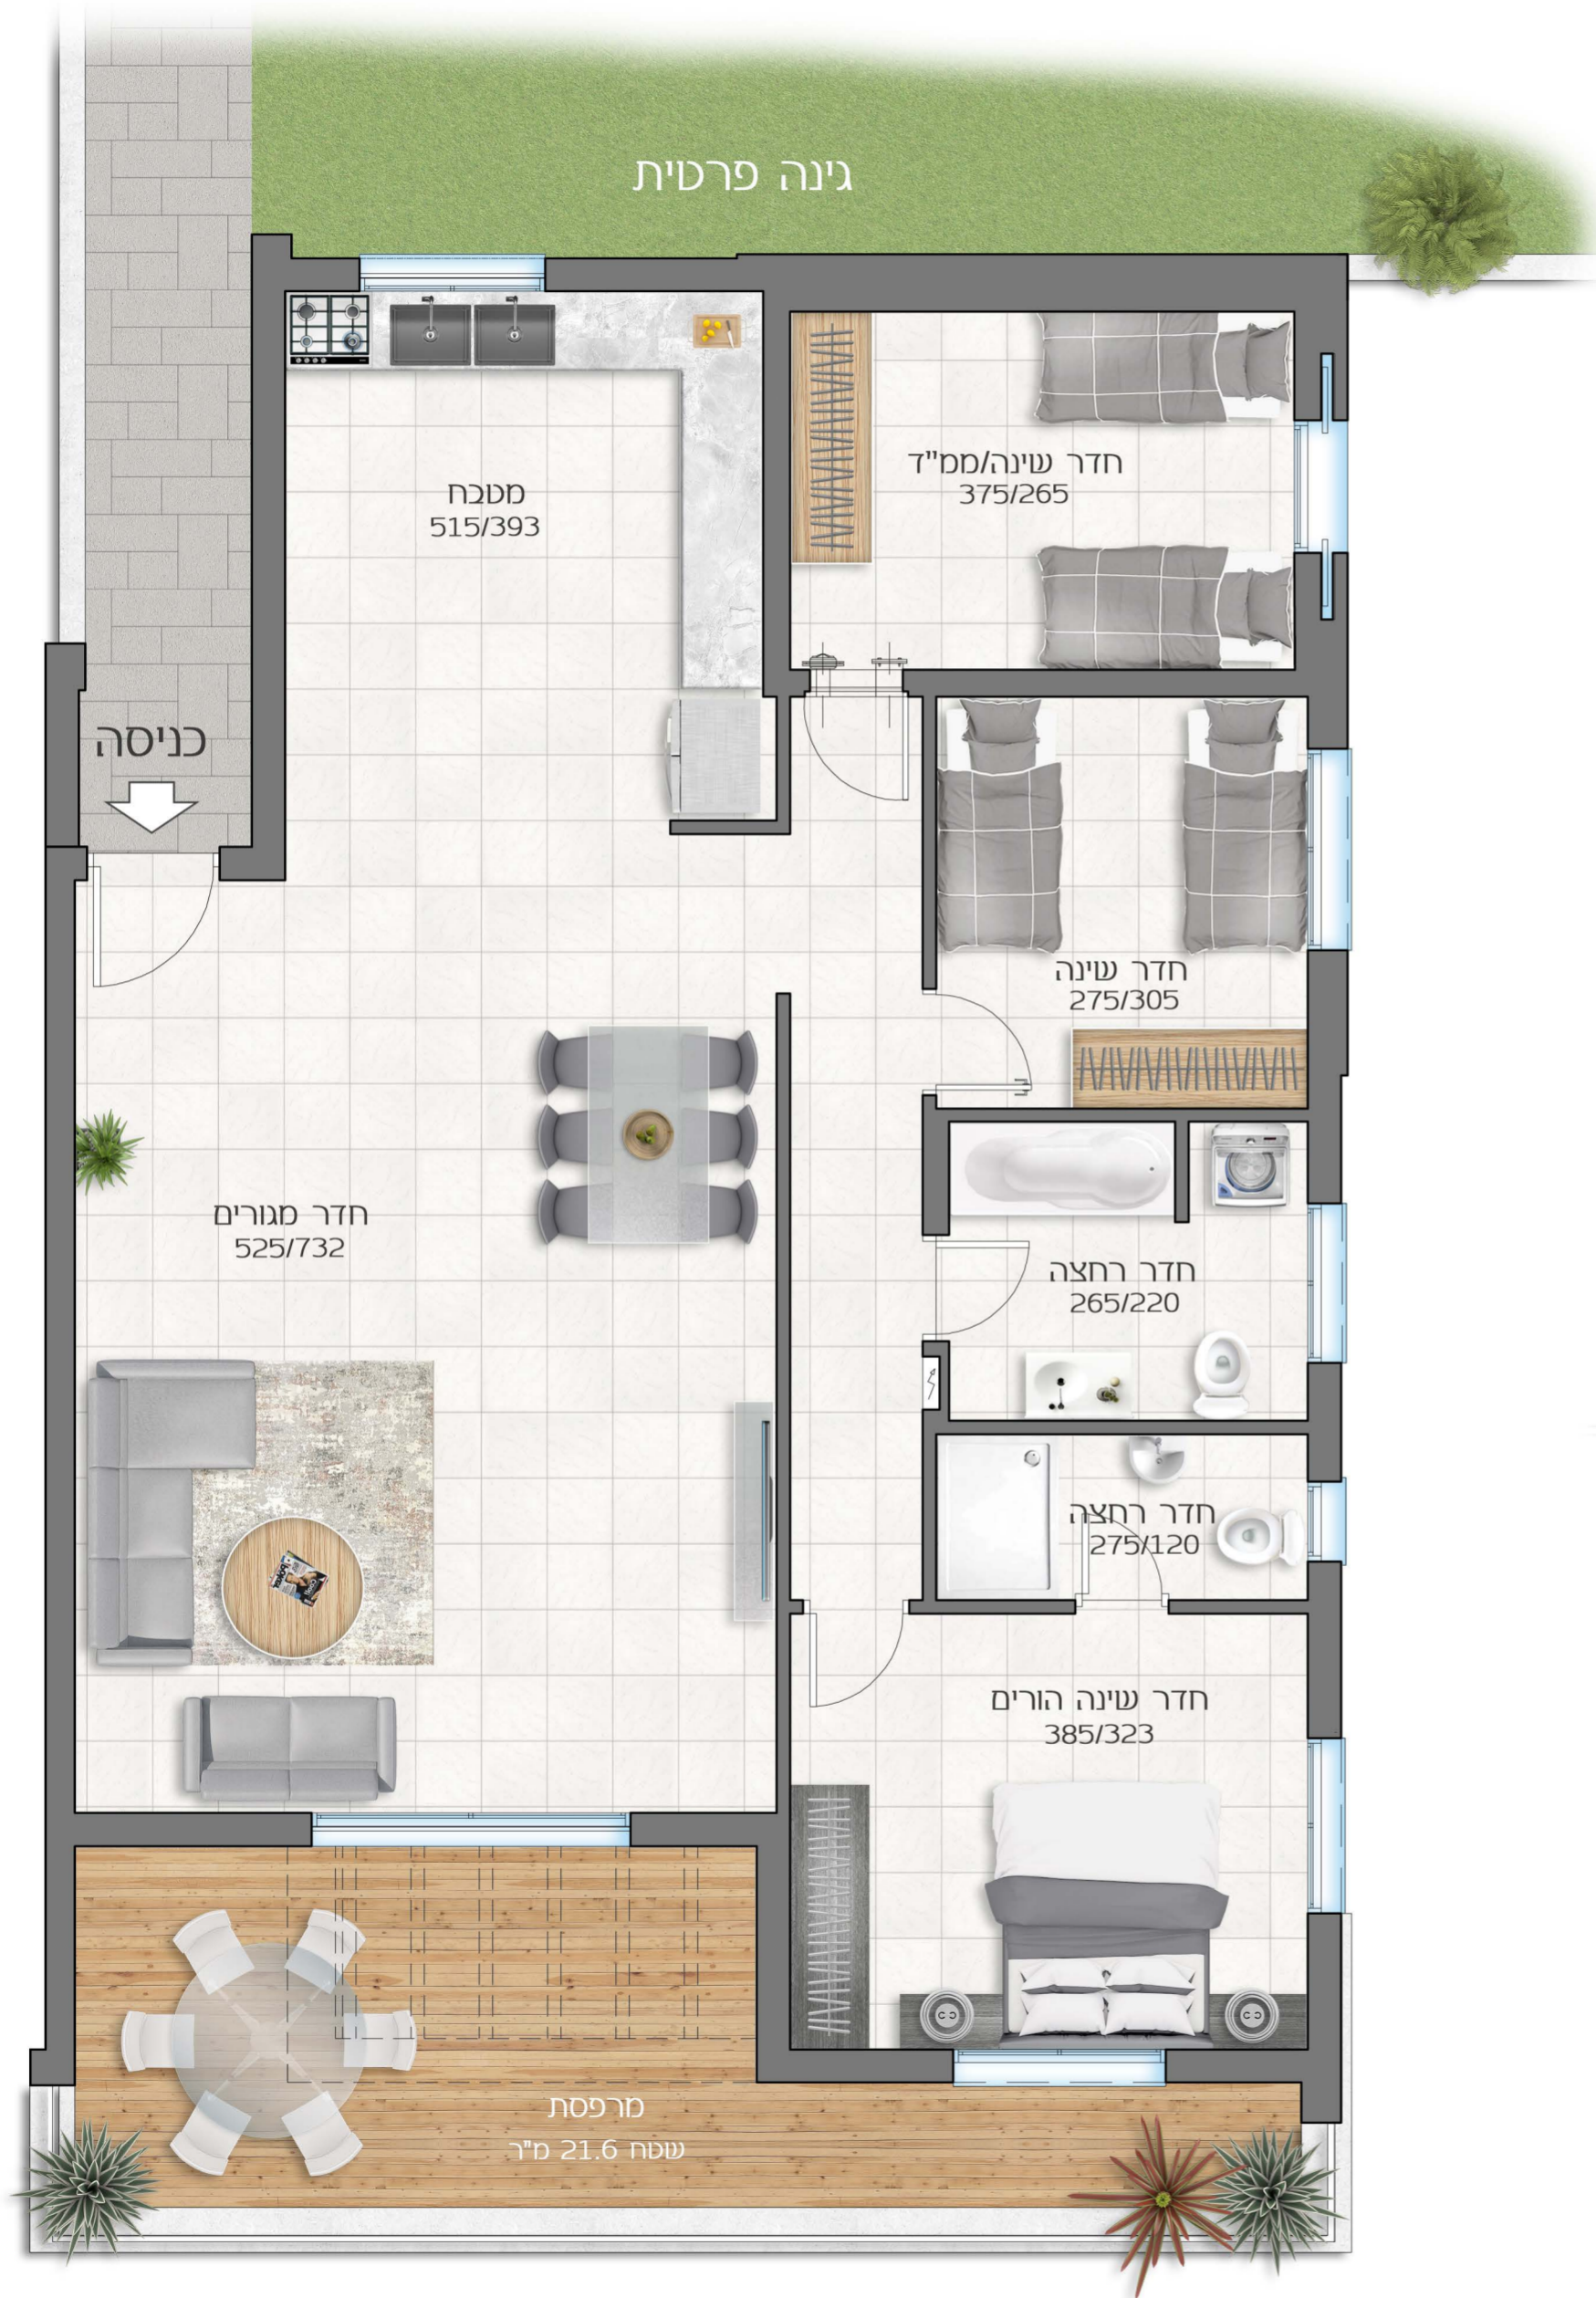 גינה פרטית
חדר שינה/ממ"ד
375/265
מטבח
515/393
כניסה
חדר שינה
275/305
חדר מגורים
525/732
חדר רחצה
265/220
חדר רחצה
275/120
חדר שינה הורים
385/323
מרפסת
שטח 21.6 מ"ר